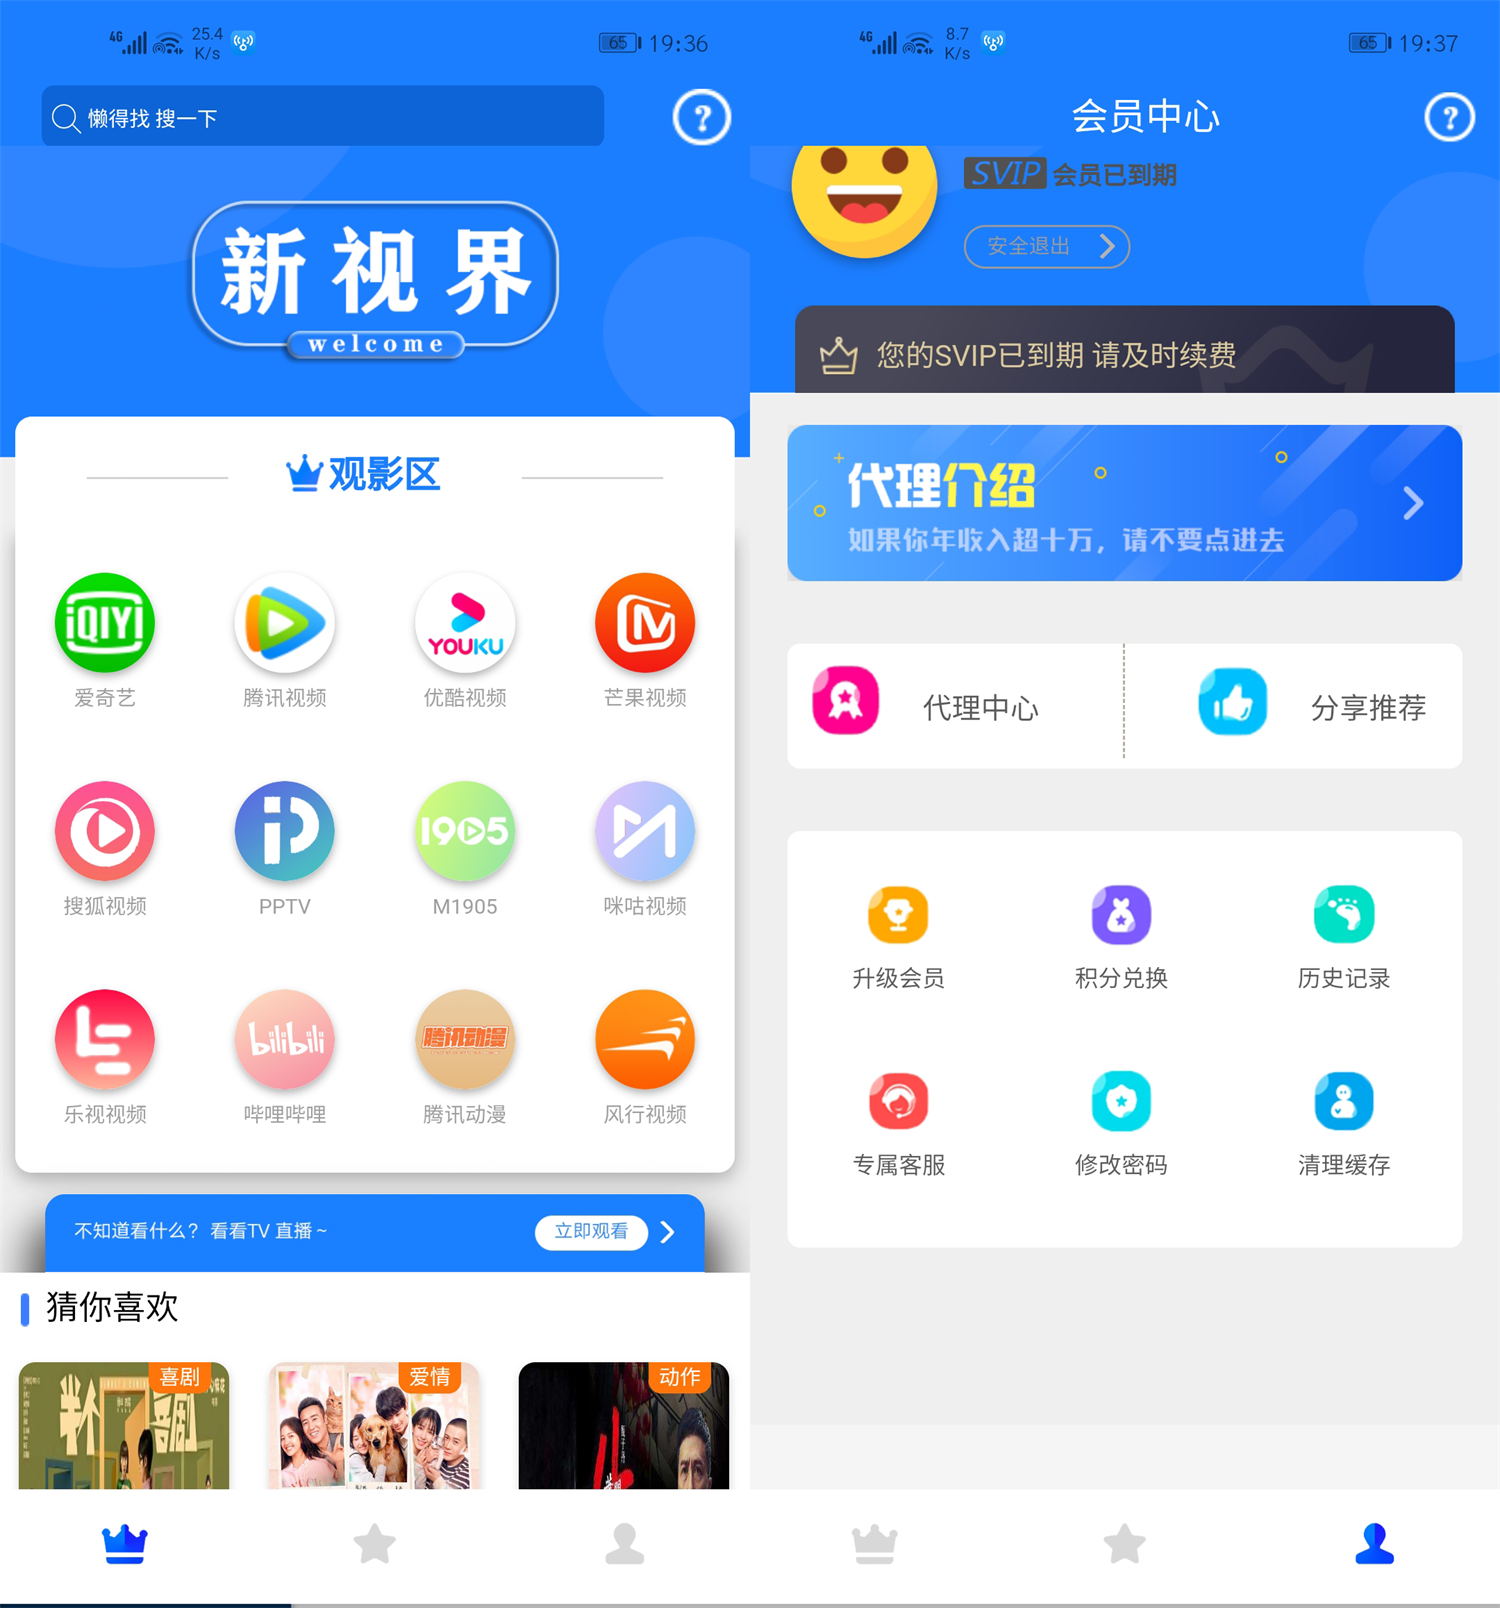 4G 25.4 K/s 65 19:36
懒得找 搜一下
?
新视界
welcome
观影区
iQIYI
YOUKU
爱奇艺 腾讯视频 优酷视频 芒果视频
1905
搜狐视频 PPTV M1905 咪咕视频
bilibili 腾讯动漫
乐视视频 哔哩哔哩 腾讯动漫 风行视频
不知道看什么？ 看看TV 直播 ~ 立即观看
猜你喜欢
喜剧 爱情 动作
半个喜剧
4G 8.7 K/s 65 19:37
会员中心
?
SVIP 会员已到期
安全退出
您的SVIP已到期 请及时续费
代理介绍
如果你年收入超十万，请不要点进去
代理中心 分享推荐
升级会员 积分兑换 历史记录
专属客服 修改密码 清理缓存